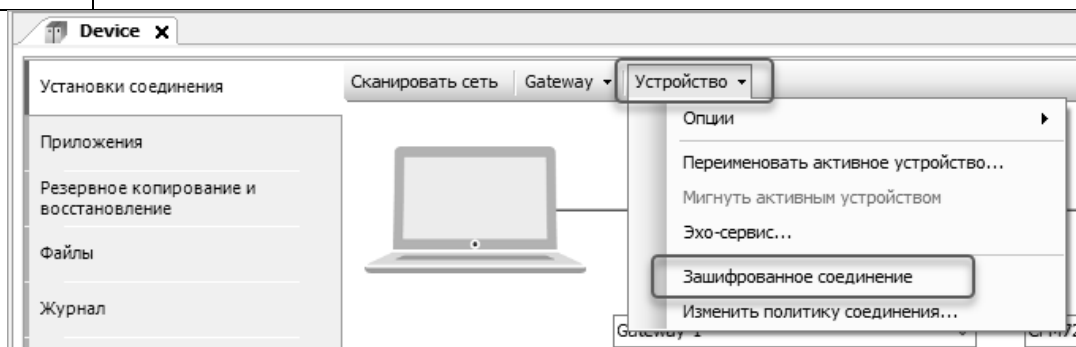 Device
Установки соединения
Сканировать сеть Gateway Устройство
Опции
Приложения
Переименовать активное устройство...
Резервное копирование и
восстановление
Мигнуть активным устройством
Эхо-сервис...
Файлы
Зашифрованное соединение
Журнал
Изменить политику соединения...